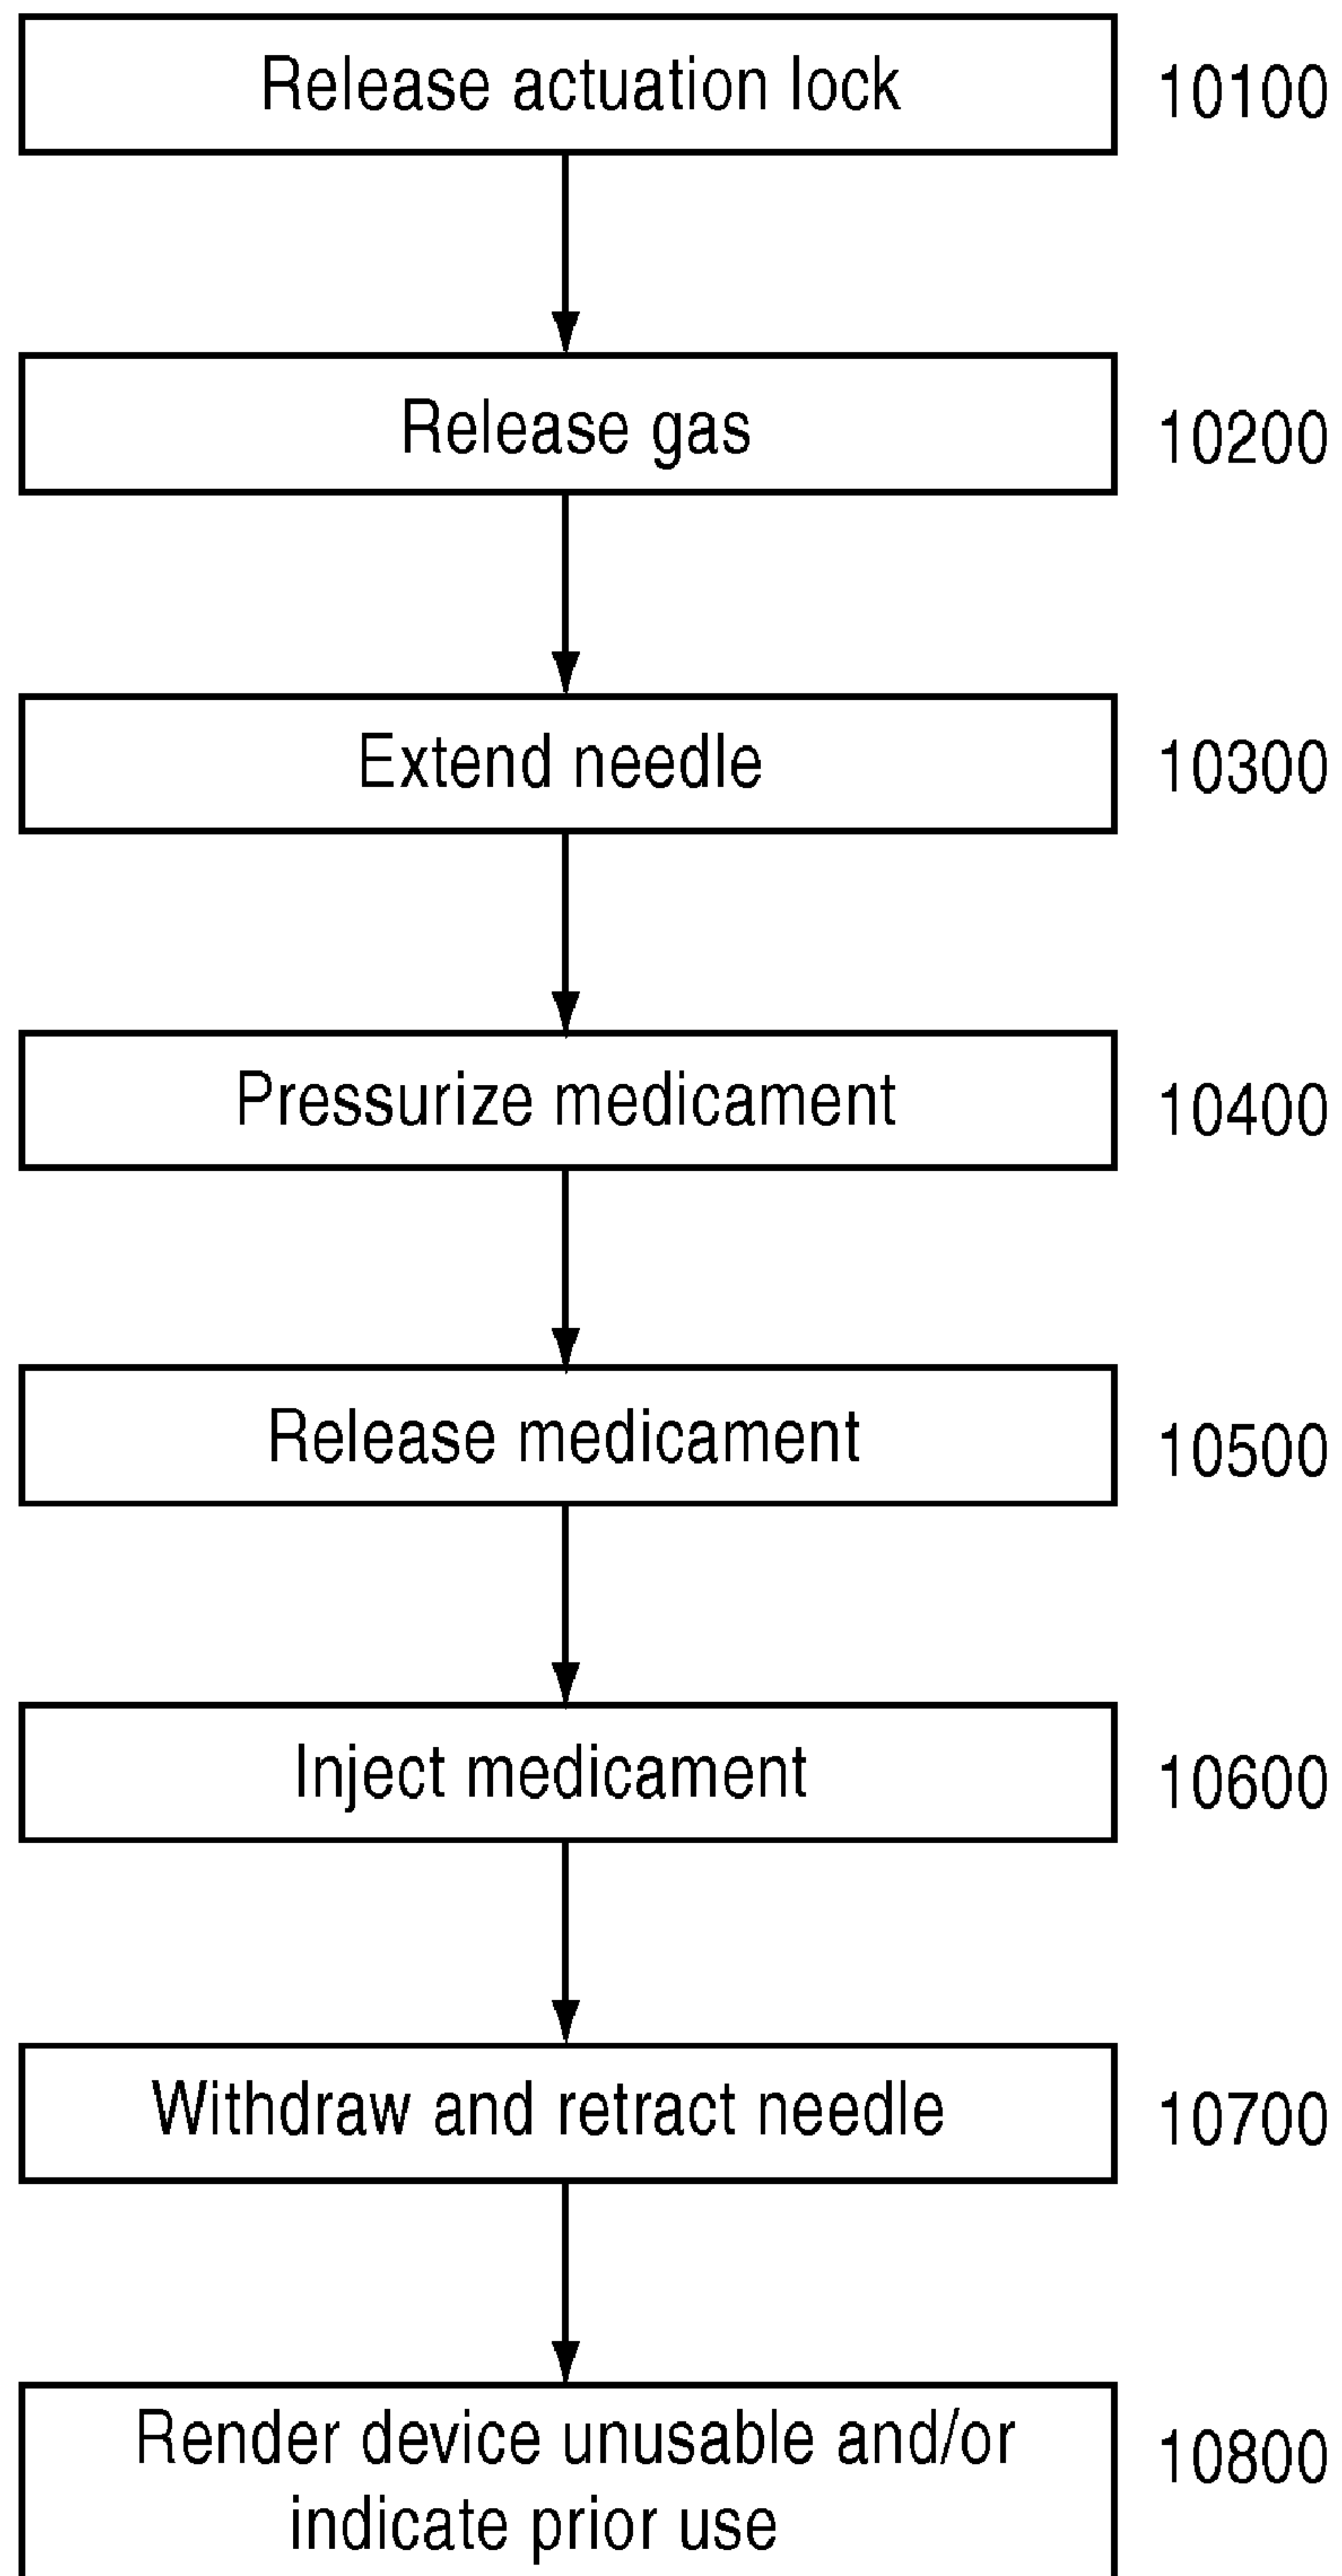 Release actuation lock 10100
Release gas 10200
Extend needle 10300
Pressurize medicament 10400
Release medicament 10500
Inject medicament 10600
Withdraw and retract needle 10700
Render device unusable and/or 10800
indicate prior use